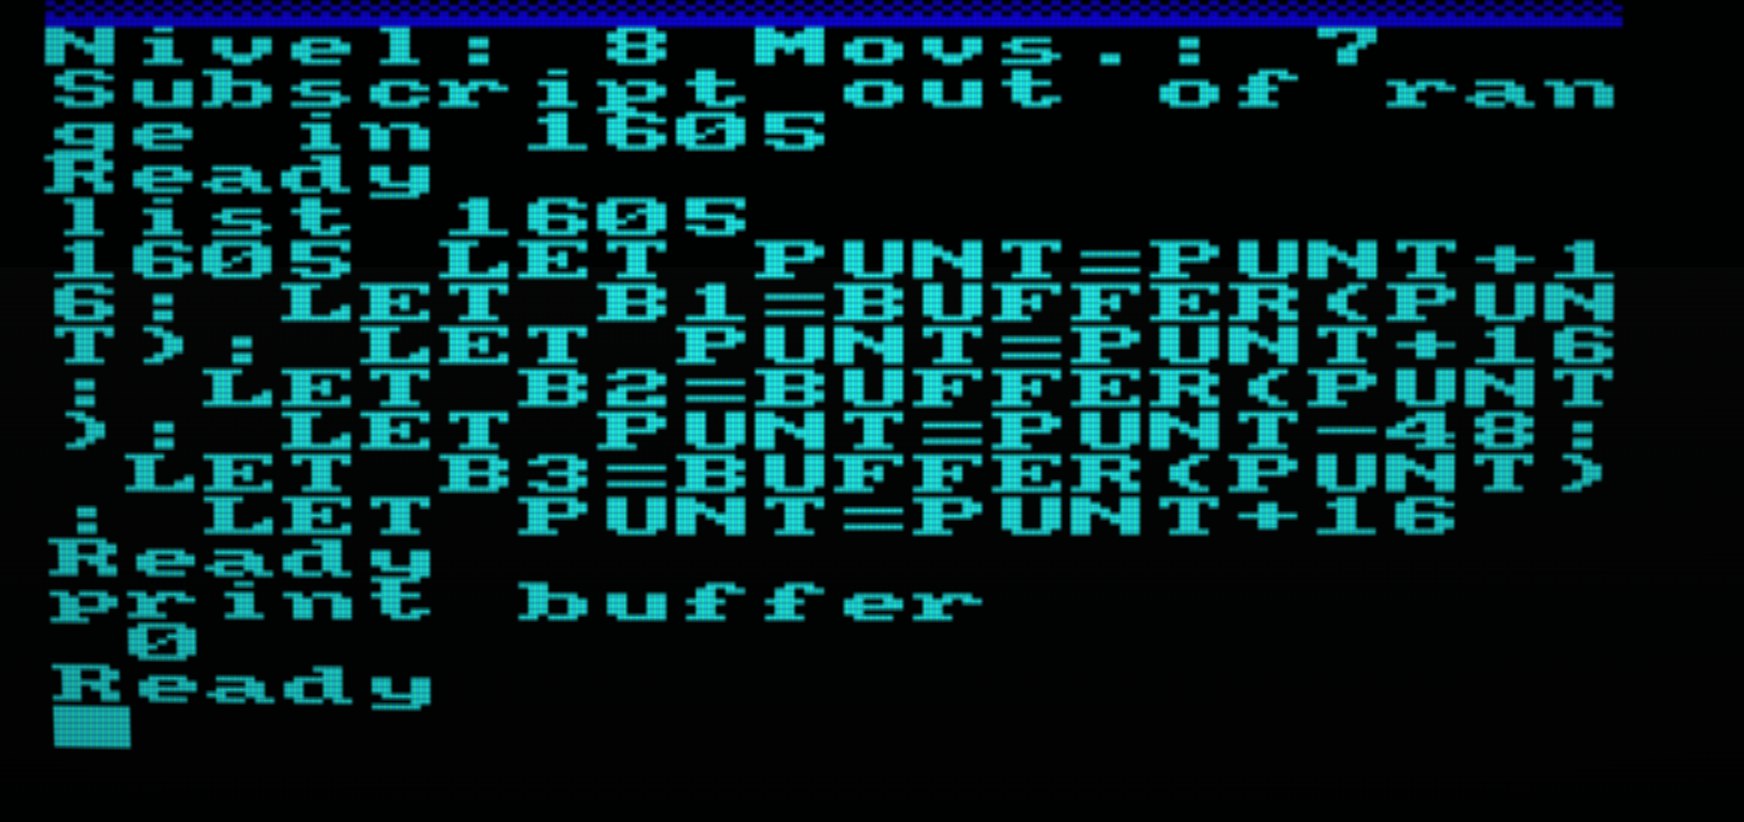 Nivel: 8 Movs.: 7
Subscript out of ran
ge in 1605
Ready
list 1605
1605 LET PUNT=PUNT+1
6: LET B1=BUFFER(PUN
T): LET PUNT=PUNT+16
: LET B2=BUFFER(PUNT
): LET PUNT=PUNT-48:
 LET B3=BUFFER(PUNT)
: LET PUNT=PUNT+16
Ready
print buffer
 0
Ready